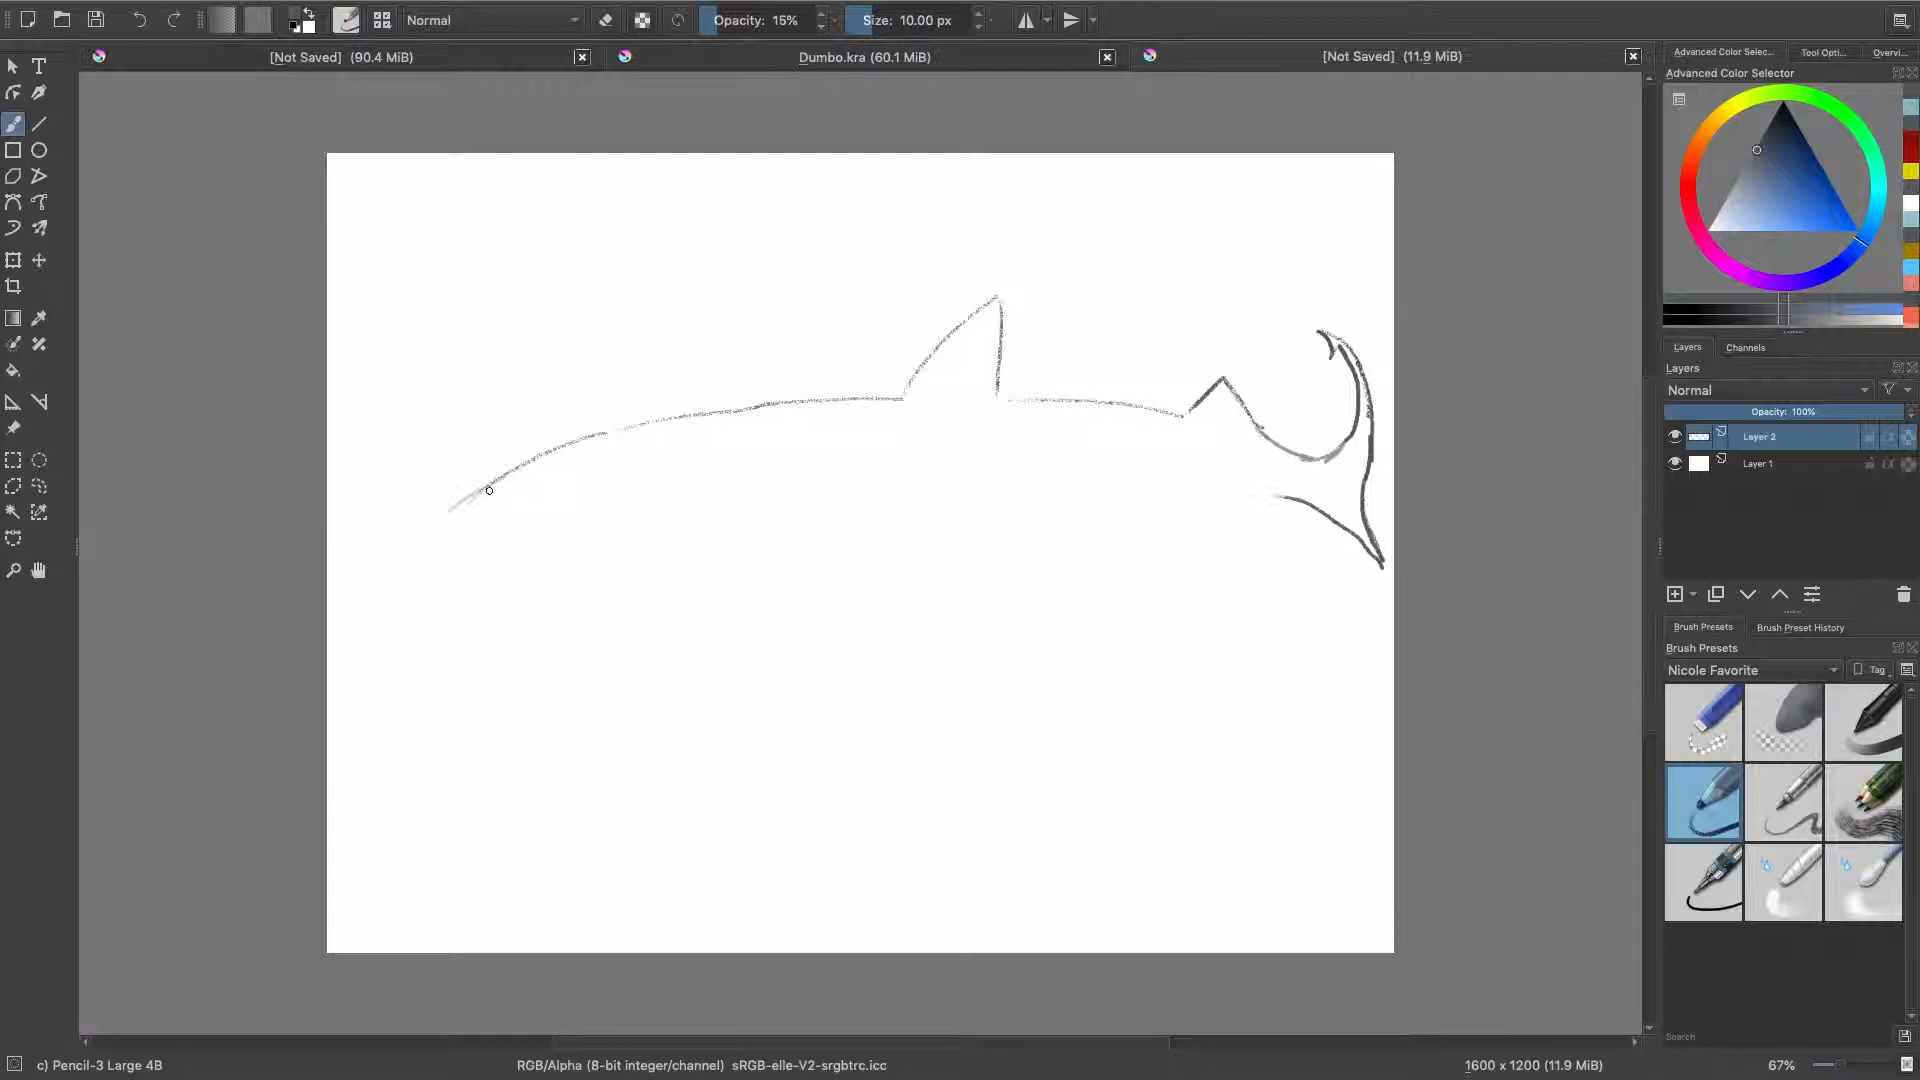 Normal
Opacity: 15%
Size: 10.00 px
[Not Saved] (90.4 MiB)
Dumbo.kra (60.1 MiB)
[Not Saved] (11.9 MiB)
Advanced Color Selec...
Tool Opti...
Overvi...
Advanced Color Selector
Layers
Channels
Layers
Normal
Opacity: 100%
Layer 2
Layer 1
Brush Presets
Brush Preset History
Brush Presets
Nicole Favorite
Tag
Search
c) Pencil-3 Large 4B
RGB/Alpha (8-bit integer/channel) sRGB-elle-V2-srgbtrc.icc
1600 x 1200 (11.9 MiB)
67%